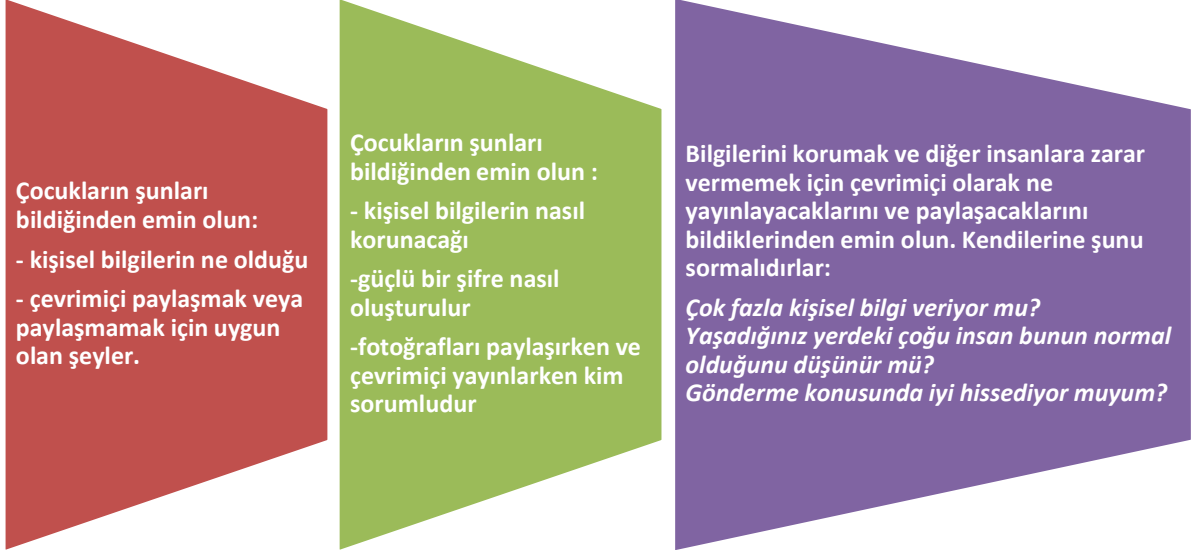 Çocukların şunları
bildiğinden emin olun:
- kişisel bilgilerin ne olduğu
- çevrimiçi paylaşmak veya
paylaşmamak için uygun
olan şeyler.
Çocukların şunları
bildiğinden emin olun :
- kişisel bilgilerin nasıl
korunacağı
-güçlü bir şifre nasıl
oluşturulur
-fotoğrafları paylaşırken ve
çevrimiçi yayınlarken kim
sorumludur
Bilgilerini korumak ve diğer insanlara zarar
vermemek için çevrimiçi olarak ne
yayınlayacaklarını ve paylaşacaklarını
bildiklerinden emin olun. Kendilerine şunu
sormalıdırlar:
Çok fazla kişisel bilgi veriyor mu?
Yaşadığınız yerdeki çoğu insan bunun normal
olduğunu düşünür mü?
Gönderme konusunda iyi hissediyor muyum?